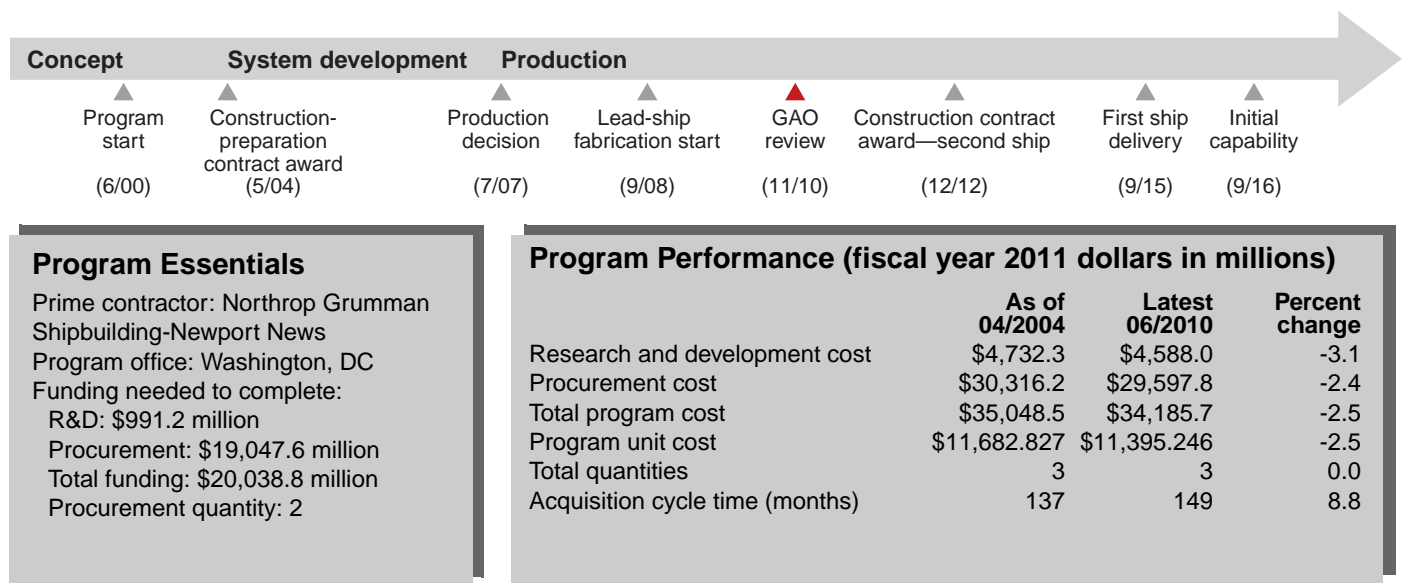 Concept System development Production
Program Construction- Production Lead-ship GAO Construction contract First ship Initial
start preparation decision fabrication start review award—second ship delivery capability
contract award
(6/00) (5/04) (7/07) (9/08) (11/10) (12/12) (9/15) (9/16)
Program Essentials
Prime contractor: Northrop Grumman
Shipbuilding-Newport News
Program office: Washington, DC
Funding needed to complete:
R&D: $991.2 million
Procurement: $19,047.6 million
Total funding: $20,038.8 million
Procurement quantity: 2
Program Performance (fiscal year 2011 dollars in millions)
As of Latest Percent
04/2004 06/2010 change
Research and development cost $4,732.3 $4,588.0 -3.1
Procurement cost $30,316.2 $29,597.8 -2.4
Total program cost $35,048.5 $34,185.7 -2.5
Program unit cost $11,682.827 $11,395.246 -2.5
Total quantities 3 3 0.0
Acquisition cycle time (months) 137 149 8.8